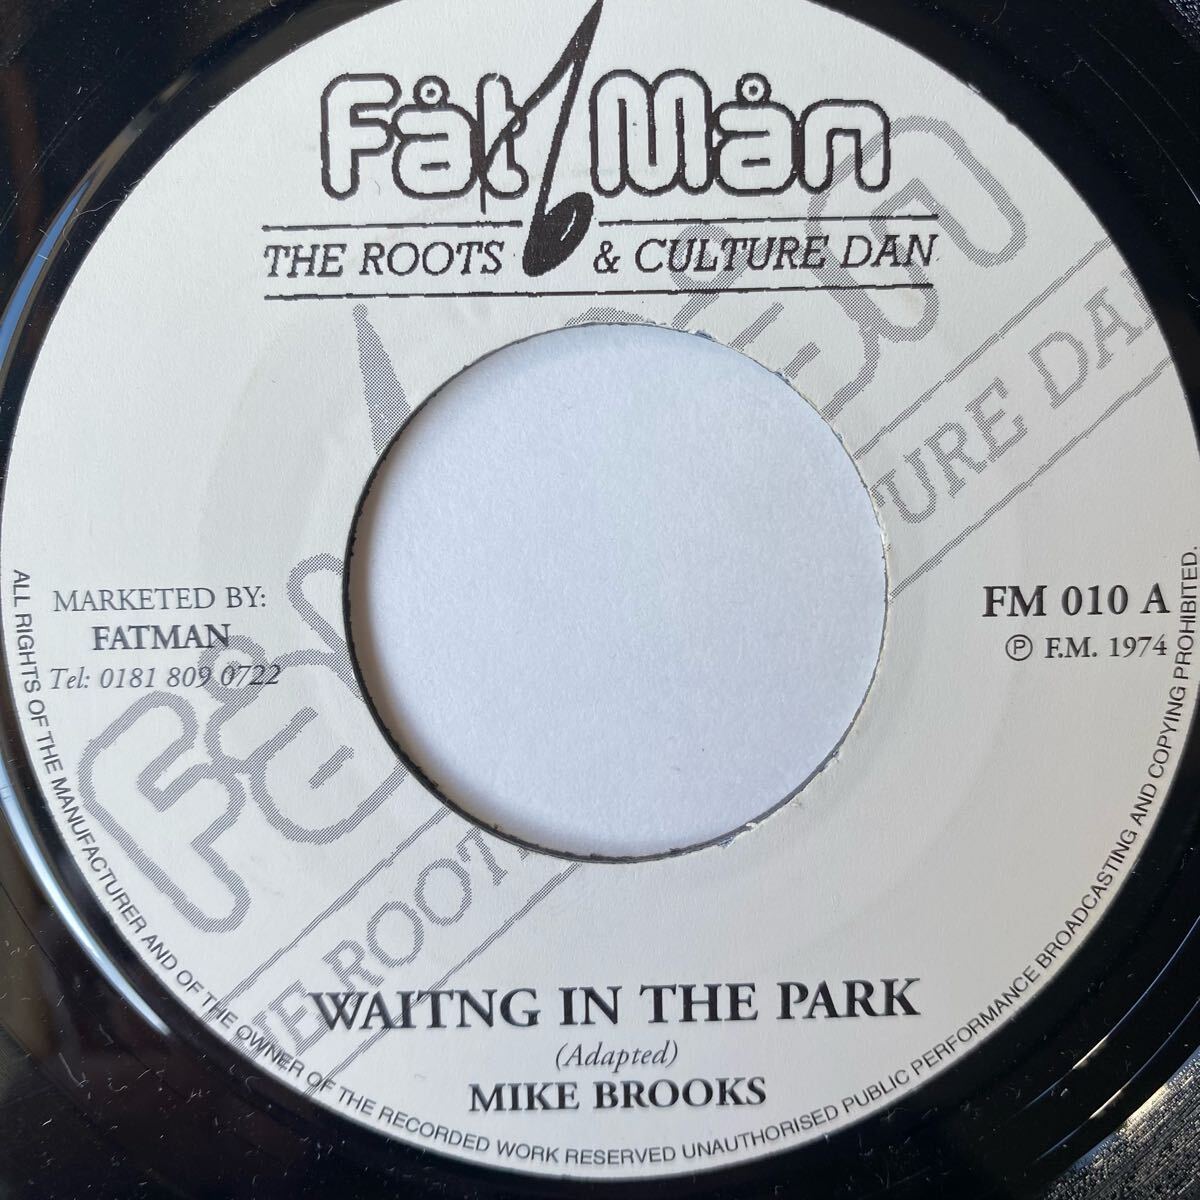 Fåt Mån
THE ROOTS & CULTURE DAN
MARKETED BY:
FATMAN
Tel: 0181 809 0722
FM 010 A
℗ F.M. 1974
WAITNG IN THE PARK
(Adapted)
MIKE BROOKS
ALL RIGHTS OF THE MANUFACTURER AND OF THE OWNER OF THE RECORDED WORK RESERVED UNAUTHORISED PUBLIC PERFORMANCE BROADCASTING AND COPYING PROHIBITED.